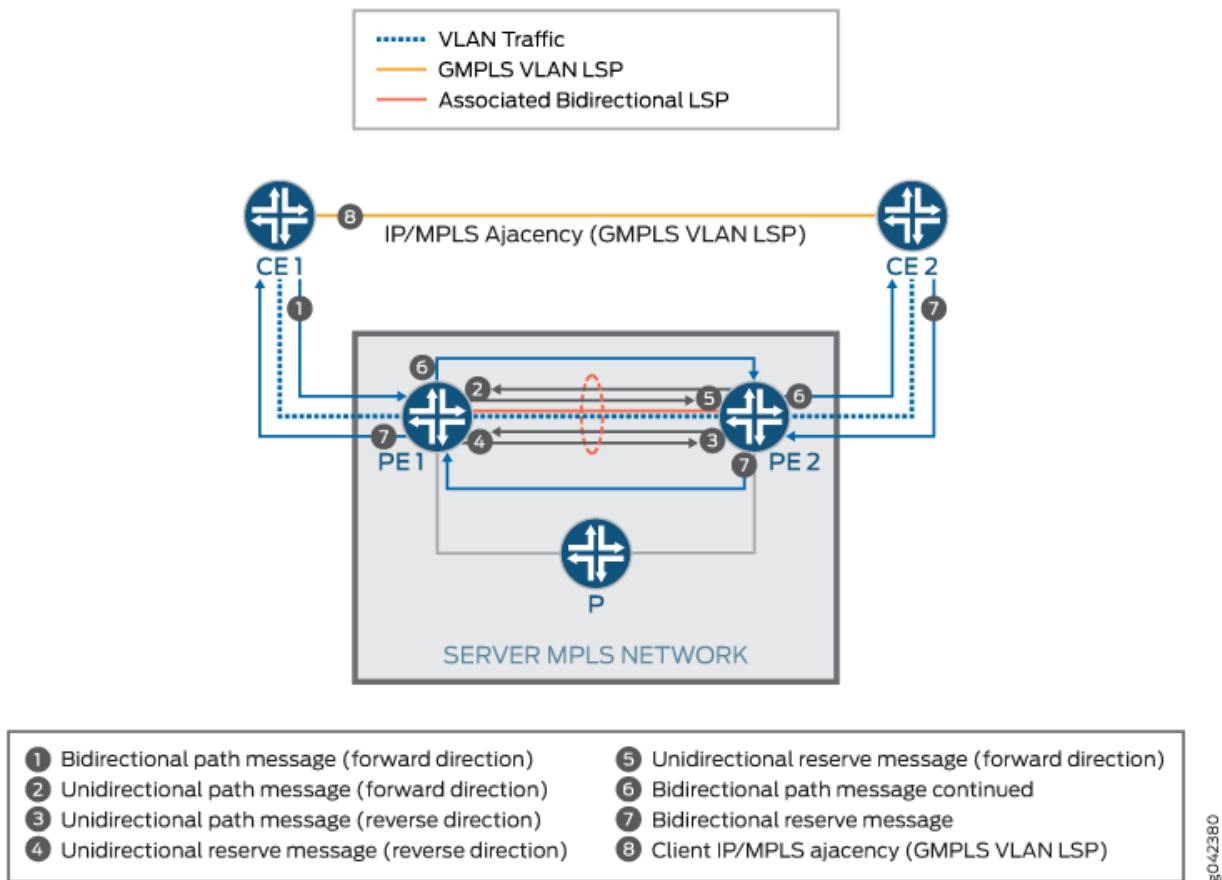 VLAN Traffic
GMPLS VLAN LSP
Associated Bidirectional LSP
8
IP/MPLS Ajacency (GMPLS VLAN LSP)
CE 1
CE 2
1
7
6
2
5
6
7
4
3
PE 1
7
PE 2
P
SERVER MPLS NETWORK
1 Bidirectional path message (forward direction)
2 Unidirectional path message (forward direction)
3 Unidirectional path message (reverse direction)
4 Unidirectional reserve message (reverse direction)
5 Unidirectional reserve message (forward direction)
6 Bidirectional path message continued
7 Bidirectional reserve message
8 Client IP/MPLS ajacency (GMPLS VLAN LSP)
g042380